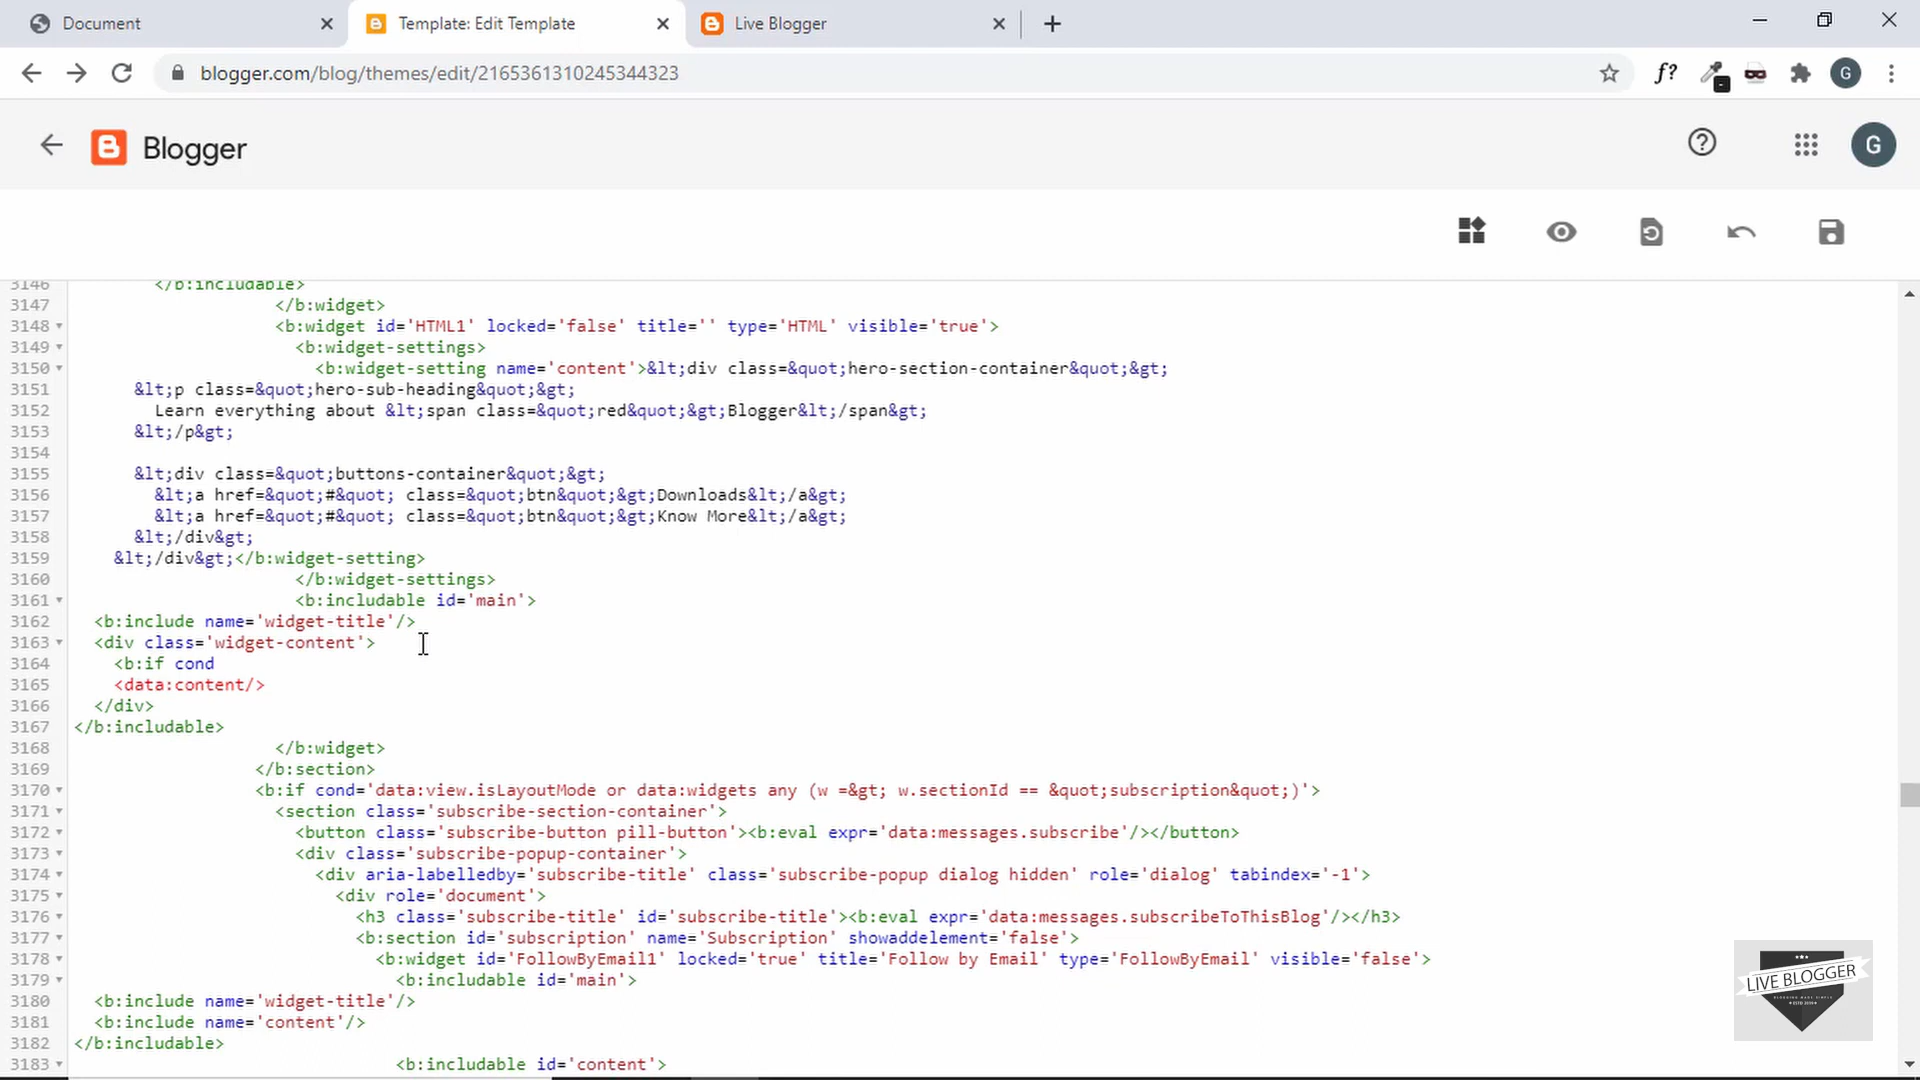 Document
Template: Edit Template
Live Blogger
blogger.com/blog/themes/edit/2165361310245344323
f?
G
Blogger
G
3146 </b:includable>
3147 </b:widget>
3148 <b:widget id='HTML1' locked='false' title='' type='HTML' visible='true'>
3149 <b:widget-settings>
3150 <b:widget-setting name='content'>&lt;div class=&quot;hero-section-container&quot;&gt;
3151 &lt;p class=&quot;hero-sub-heading&quot;&gt;
3152 Learn everything about &lt;span class=&quot;red&quot;&gt;Blogger&lt;/span&gt;
3153 &lt;/p&gt;
3154
3155 &lt;div class=&quot;buttons-container&quot;&gt;
3156 &lt;a href=&quot;#&quot; class=&quot;btn&quot;&gt;Downloads&lt;/a&gt;
3157 &lt;a href=&quot;#&quot; class=&quot;btn&quot;&gt;Know More&lt;/a&gt;
3158 &lt;/div&gt;
3159 &lt;/div&gt;</b:widget-setting>
3160 </b:widget-settings>
3161 <b:includable id='main'>
3162 <b:include name='widget-title'/>
3163 <div class='widget-content'>
3164 <b:if cond
3165 <data:content/>
3166 </div>
3167 </b:includable>
3168 </b:widget>
3169 </b:section>
3170 <b:if cond='data:view.isLayoutMode or data:widgets any (w =&gt; w.sectionId == &quot;subscription&quot;)'>
3171 <section class='subscribe-section-container'>
3172 <button class='subscribe-button pill-button'><b:eval expr='data:messages.subscribe'/></button>
3173 <div class='subscribe-popup-container'>
3174 <div aria-labelledby='subscribe-title' class='subscribe-popup dialog hidden' role='dialog' tabindex='-1'>
3175 <div role='document'>
3176 <h3 class='subscribe-title' id='subscribe-title'><b:eval expr='data:messages.subscribeToThisBlog'/></h3>
3177 <b:section id='subscription' name='Subscription' showaddelement='false'>
3178 <b:widget id='FollowByEmail1' locked='true' title='Follow by Email' type='FollowByEmail' visible='false'>
3179 <b:includable id='main'>
3180 <b:include name='widget-title'/>
3181 <b:include name='content'/>
3182 </b:includable>
3183 <b:includable id='content'>
LIVE BLOGGER